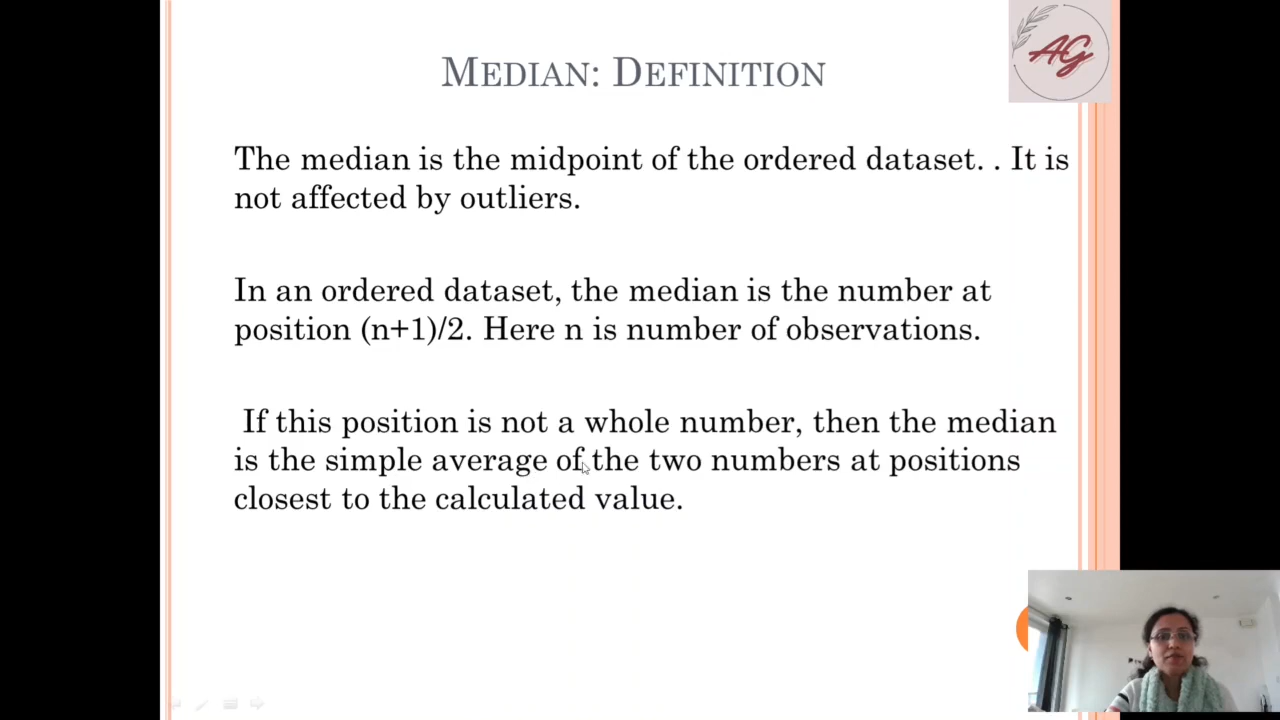 MEDIAN: DEFINITION
AG
The median is the midpoint of the ordered dataset. . It is
not affected by outliers.
In an ordered dataset, the median is the number at
position (n+1)/2. Here n is number of observations.
If this position is not a whole number, then the median
is the simple average of the two numbers at positions
closest to the calculated value.